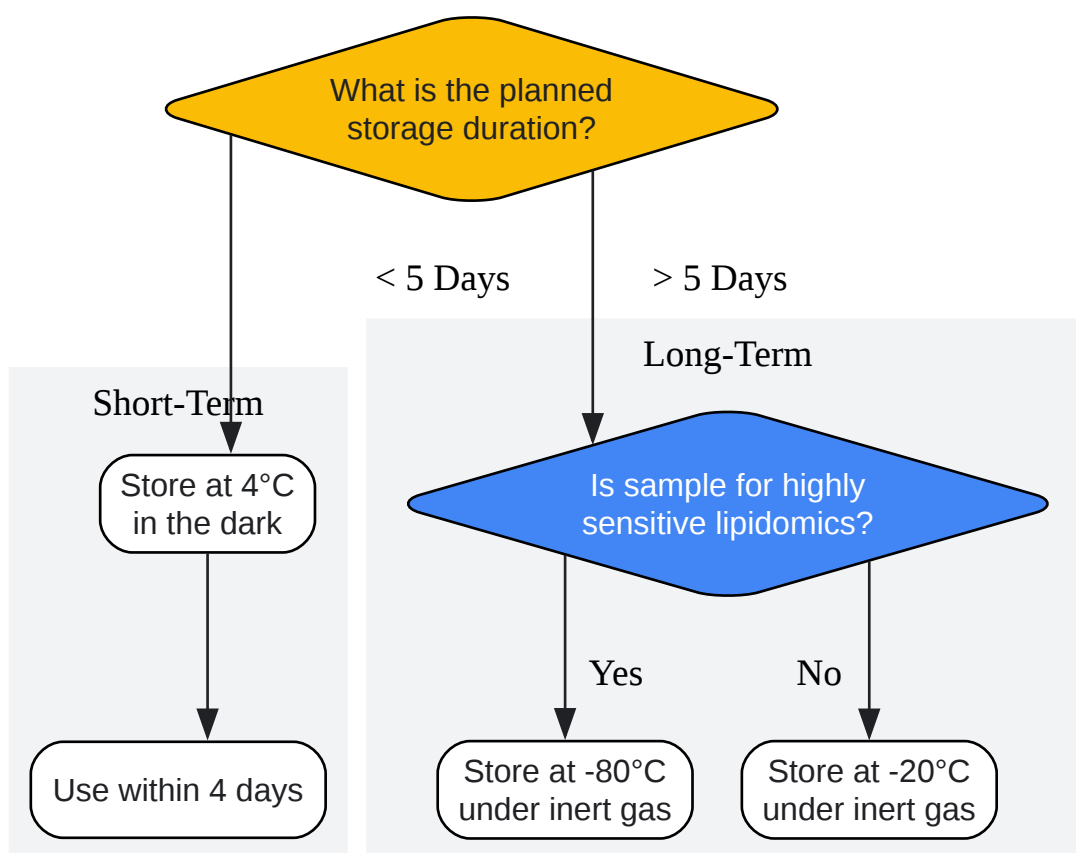 What is the planned
storage duration?
< 5 Days
> 5 Days
Long-Term
Short-Term
Store at 4°C
in the dark
Is sample for highly
sensitive lipidomics?
Yes
No
Use within 4 days
Store at -80°C
under inert gas
Store at -20°C
under inert gas